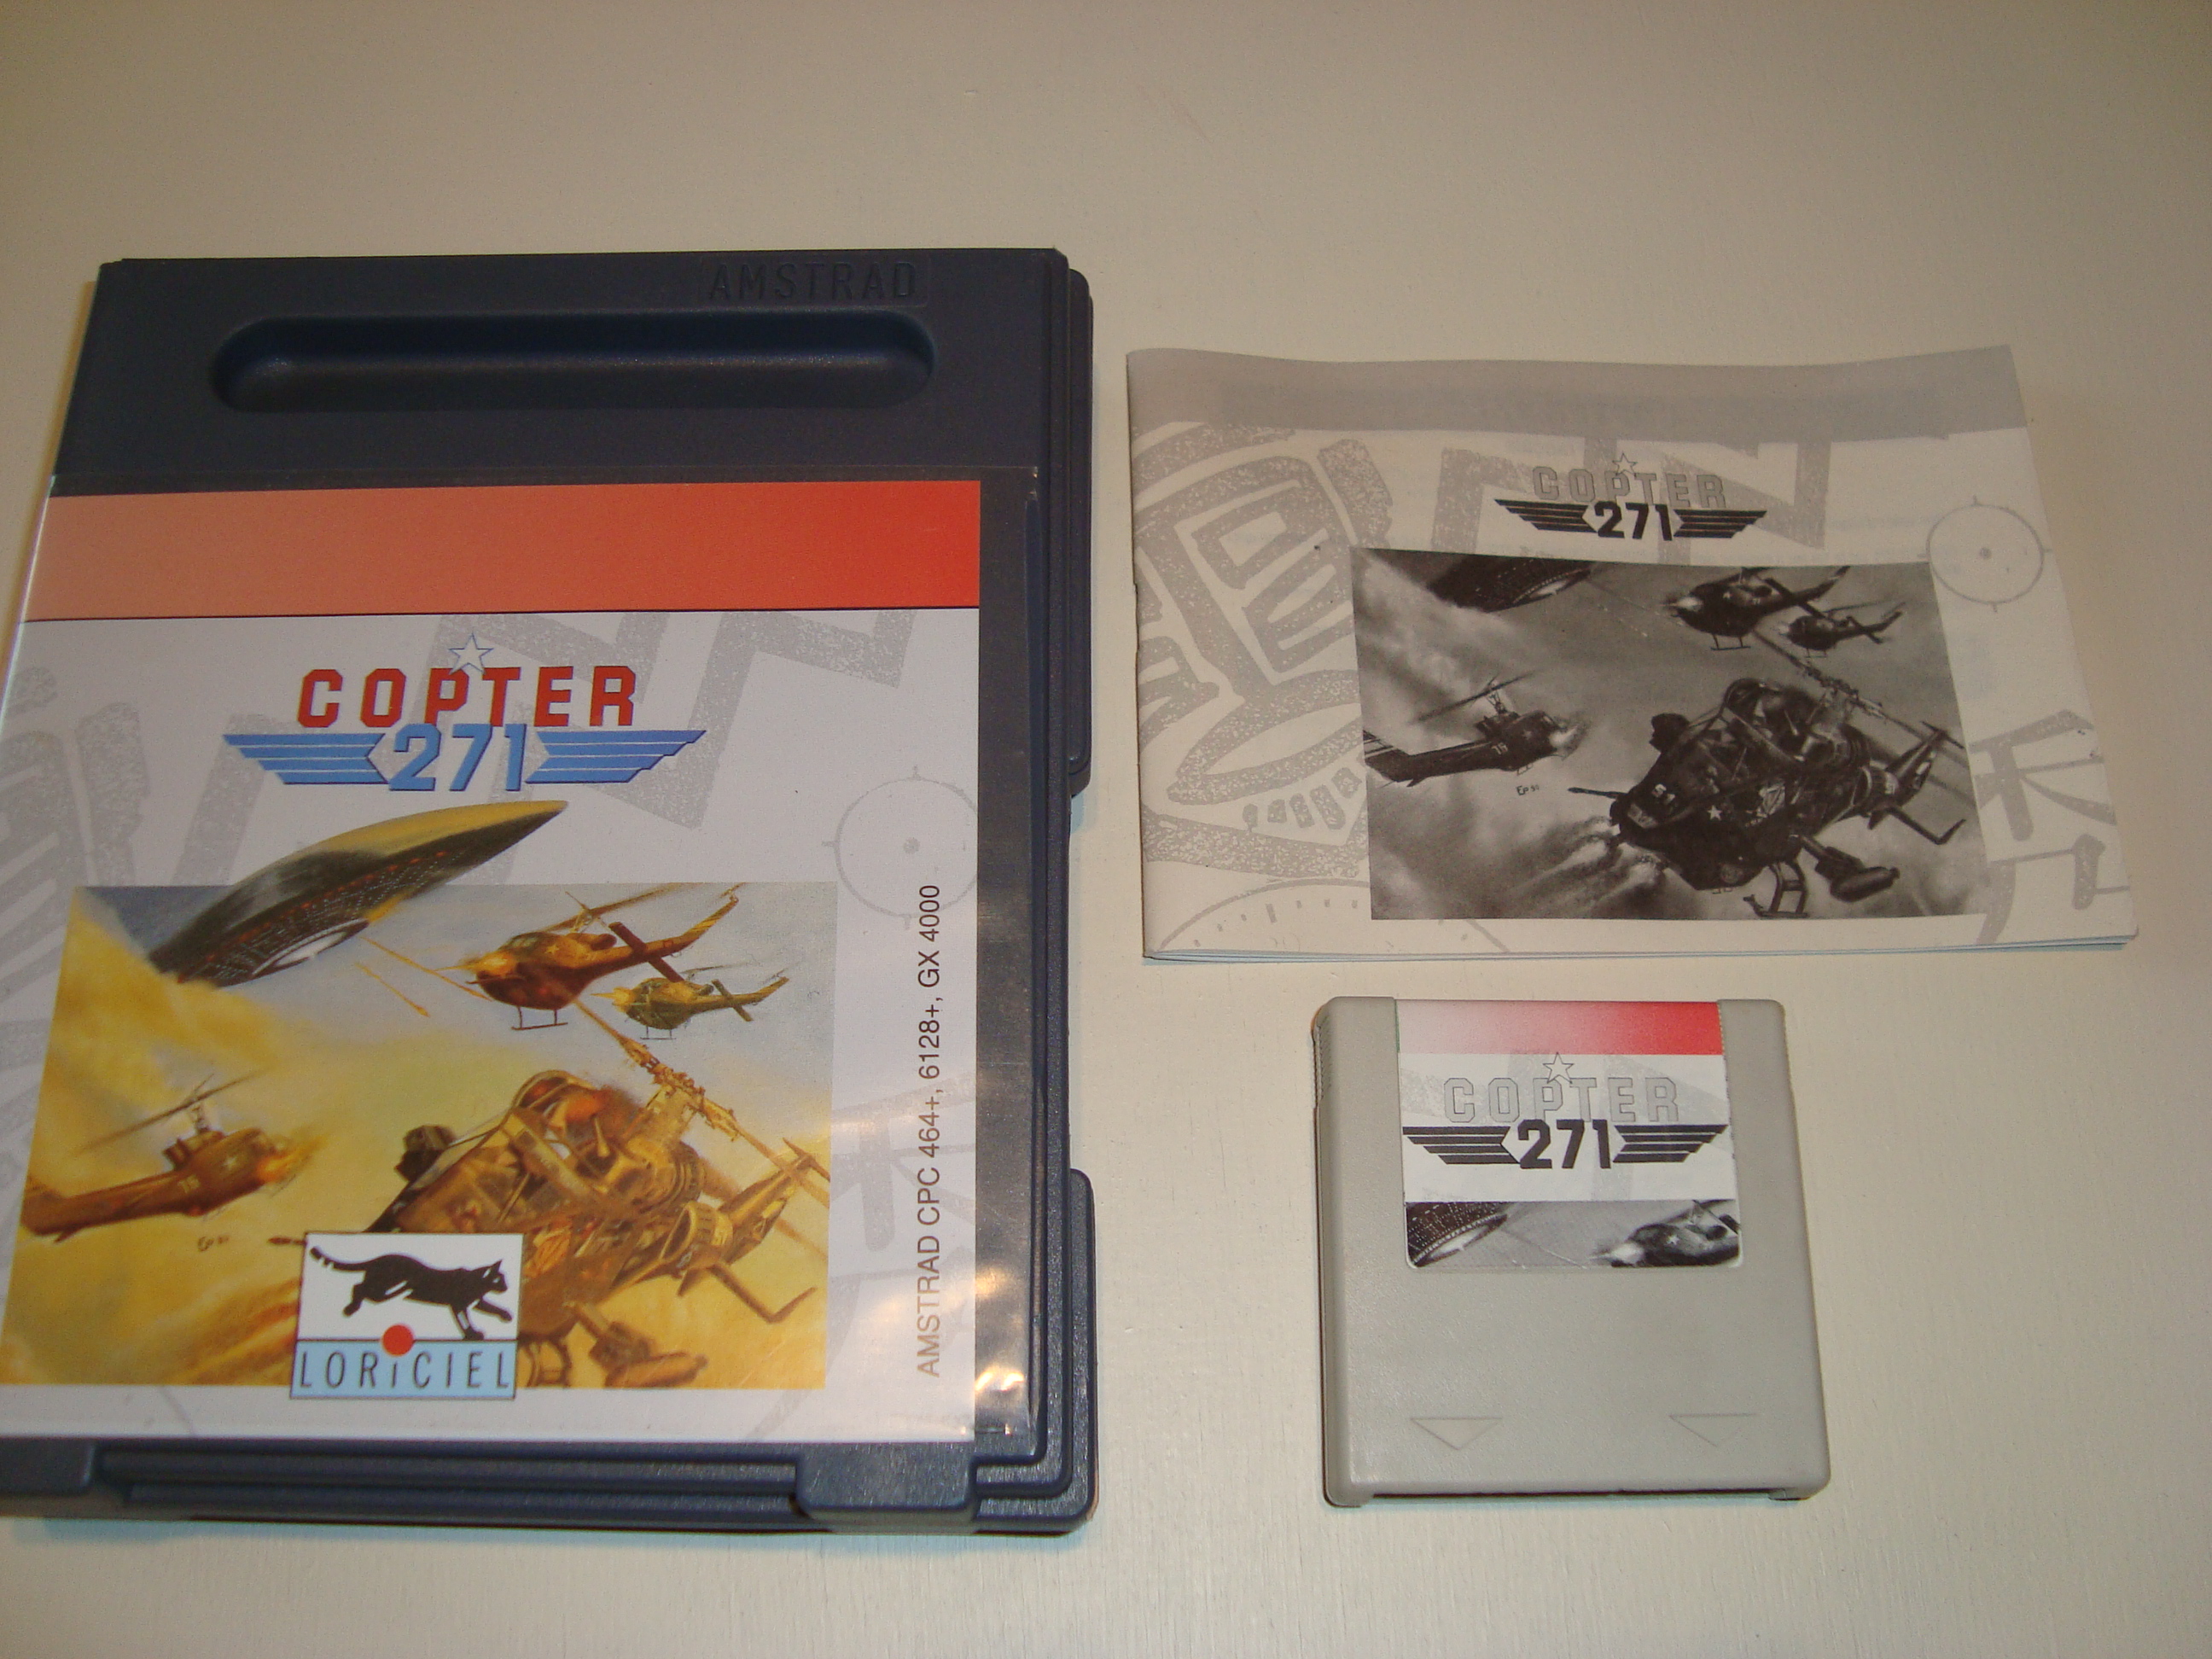 AMSTRAD
COPTER
271
LORICIEL
AMSTRAD CPC 464+, 6128+, GX 4000
COPTER
271
COPTER
271